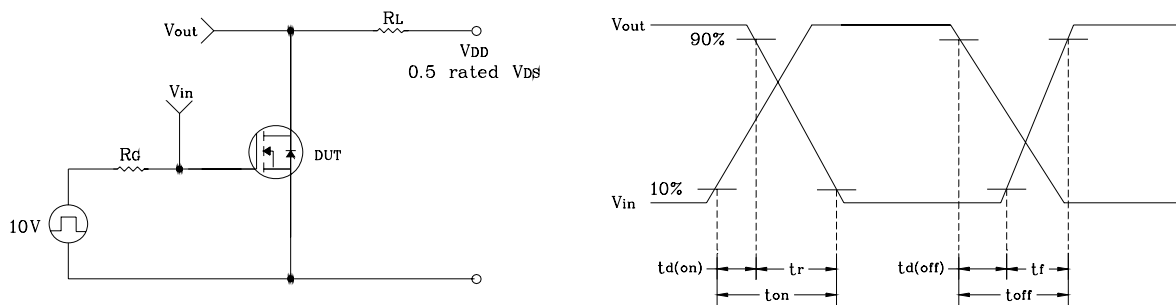 Vout
RL
VDD
0.5 rated VDS
Vin
RG
DUT
10V
Vout
90%
10%
Vin
td(on)
tr
td(off)
tf
ton
toff